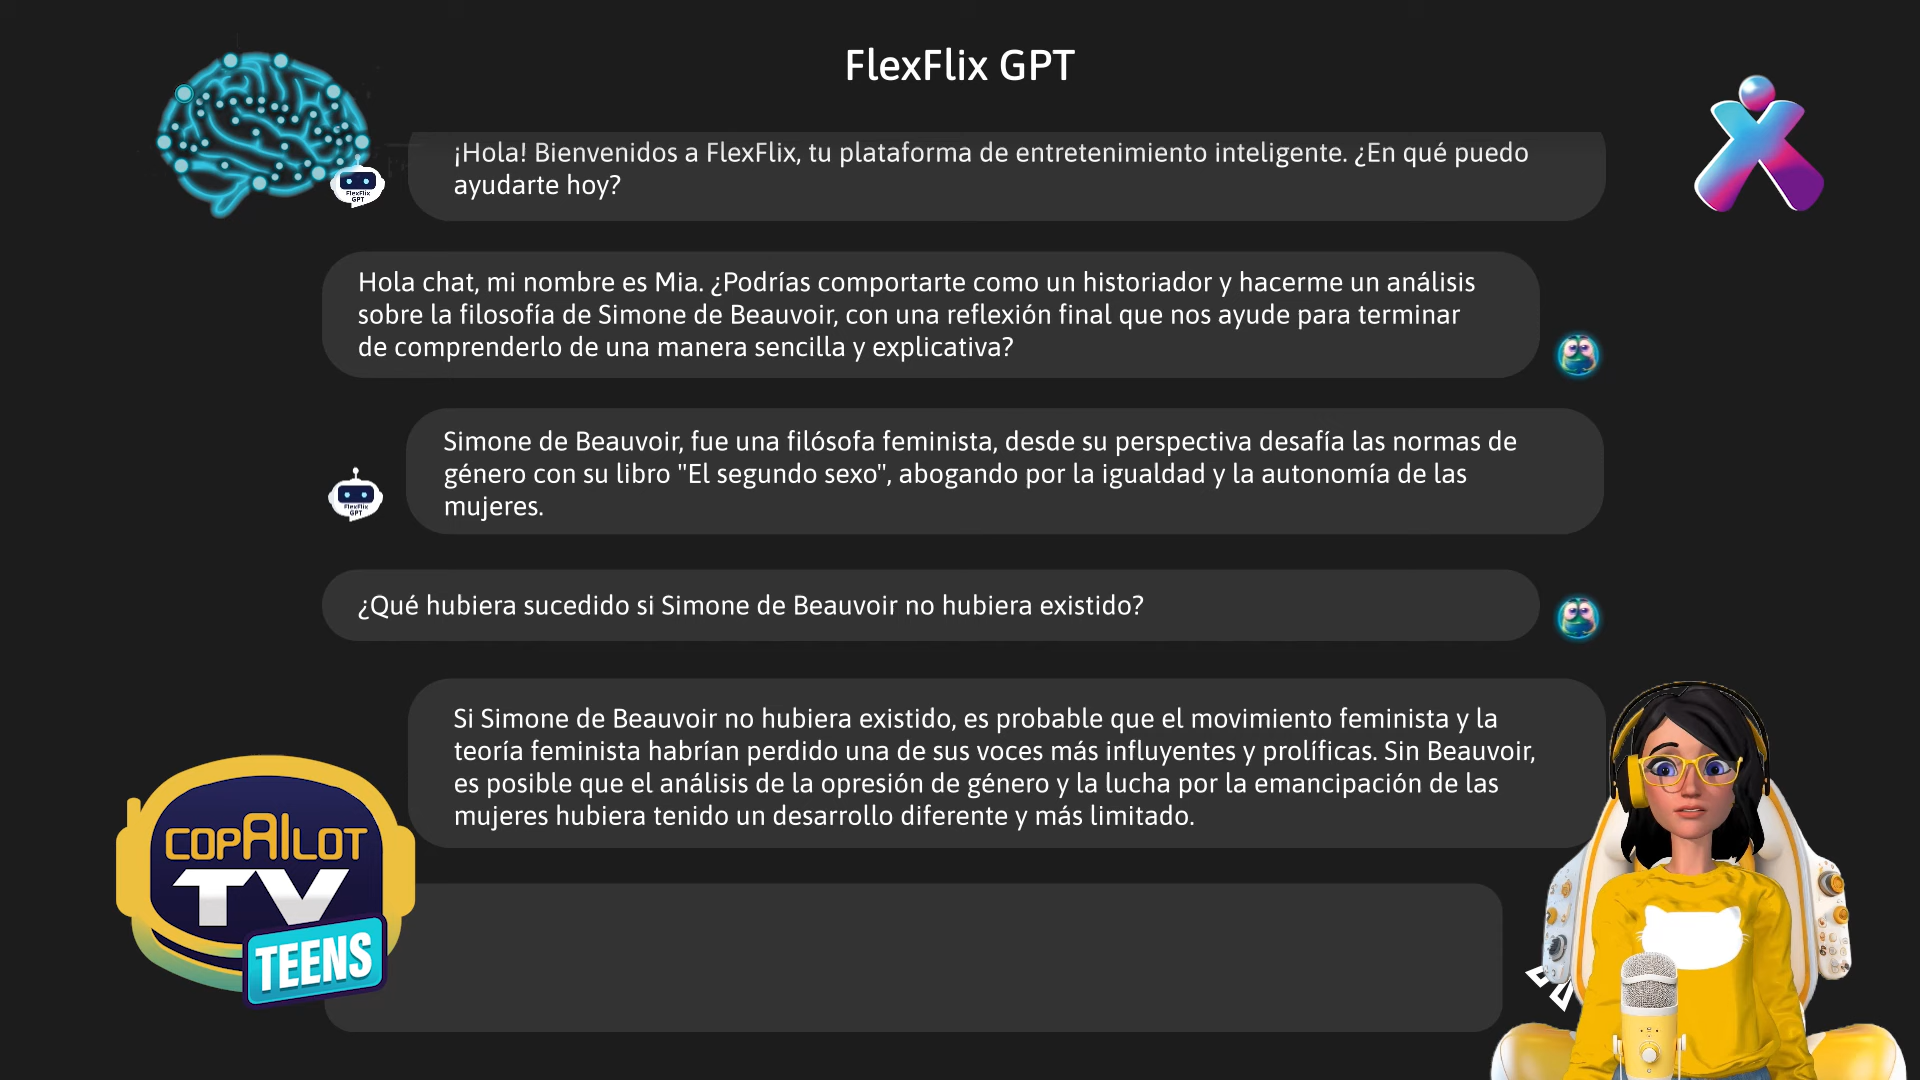 FlexFlix GPT
¡Hola! Bienvenidos a FlexFlix, tu plataforma de entretenimiento inteligente. ¿En qué puedo
ayudarte hoy?
FlexFlix
GPT
Hola chat, mi nombre es Mia. ¿Podrías comportarte como un historiador y hacerme un análisis
sobre la filosofía de Simone de Beauvoir, con una reflexión final que nos ayude para terminar
de comprenderlo de una manera sencilla y explicativa?
Simone de Beauvoir, fue una filósofa feminista, desde su perspectiva desafía las normas de
género con su libro "El segundo sexo", abogando por la igualdad y la autonomía de las
mujeres.
FlexFlix
GPT
¿Qué hubiera sucedido si Simone de Beauvoir no hubiera existido?
Si Simone de Beauvoir no hubiera existido, es probable que el movimiento feminista y la
teoría feminista habrían perdido una de sus voces más influyentes y prolíficas. Sin Beauvoir,
es posible que el análisis de la opresión de género y la lucha por la emancipación de las
mujeres hubiera tenido un desarrollo diferente y más limitado.
COPAILOT
TV
TEENS